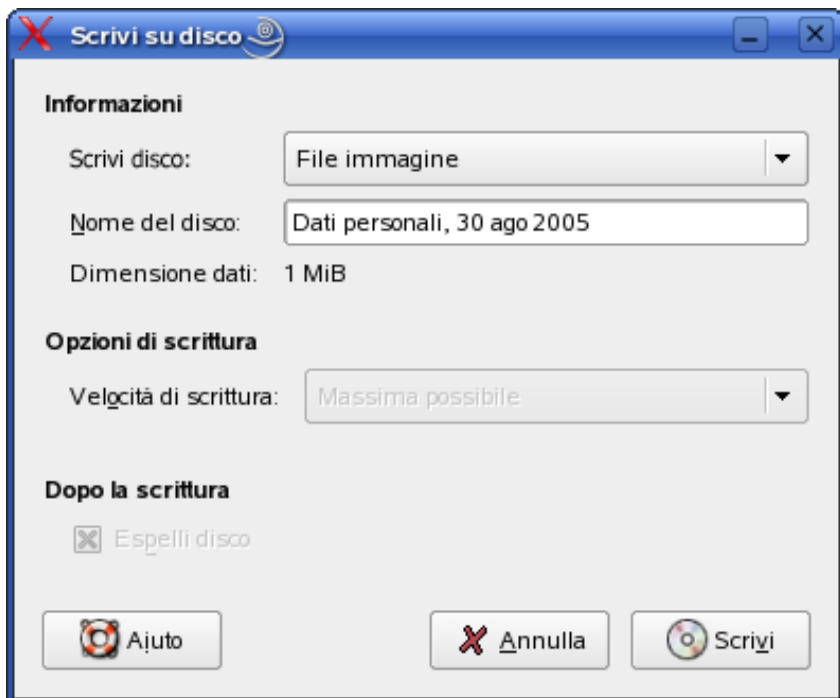 Scrivi su disco
Informazioni
Scrivi disco: File immagine
Nome del disco: Dati personali, 30 ago 2005
Dimensione dati: 1 MiB
Opzioni di scrittura
Velocità di scrittura: Massima possibile
Dopo la scrittura
Espelli disco
Aiuto Annulla Scrivi